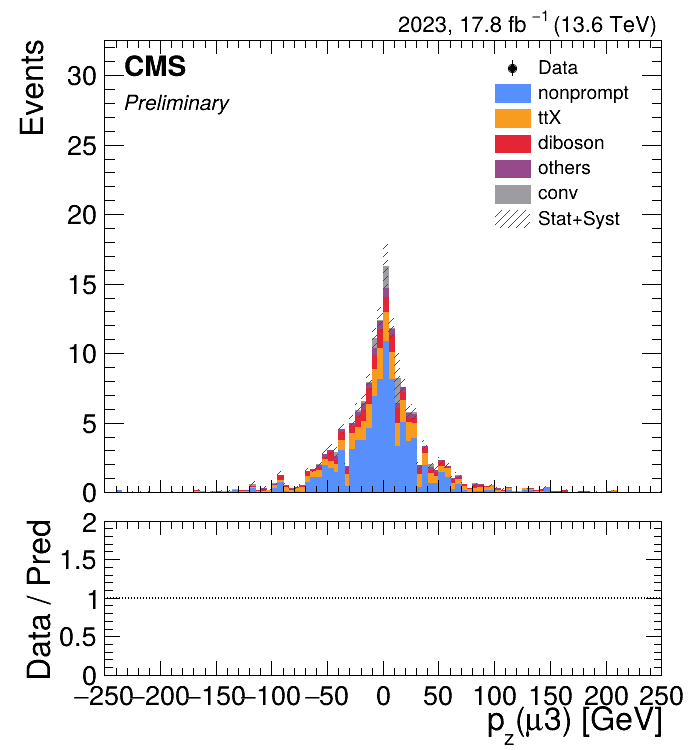 2023, 17.8 fb⁻¹ (13.6 TeV)
CMS
Preliminary
Events
30
25
20
15
10
5
0
Data
nonprompt
ttX
diboson
others
conv
Stat+Syst
Data / Pred
2
1.5
1
0.5
0
−250 −200 −150 −100 −50 0 50 100 150 200 250
p_z(μ3) [GeV]